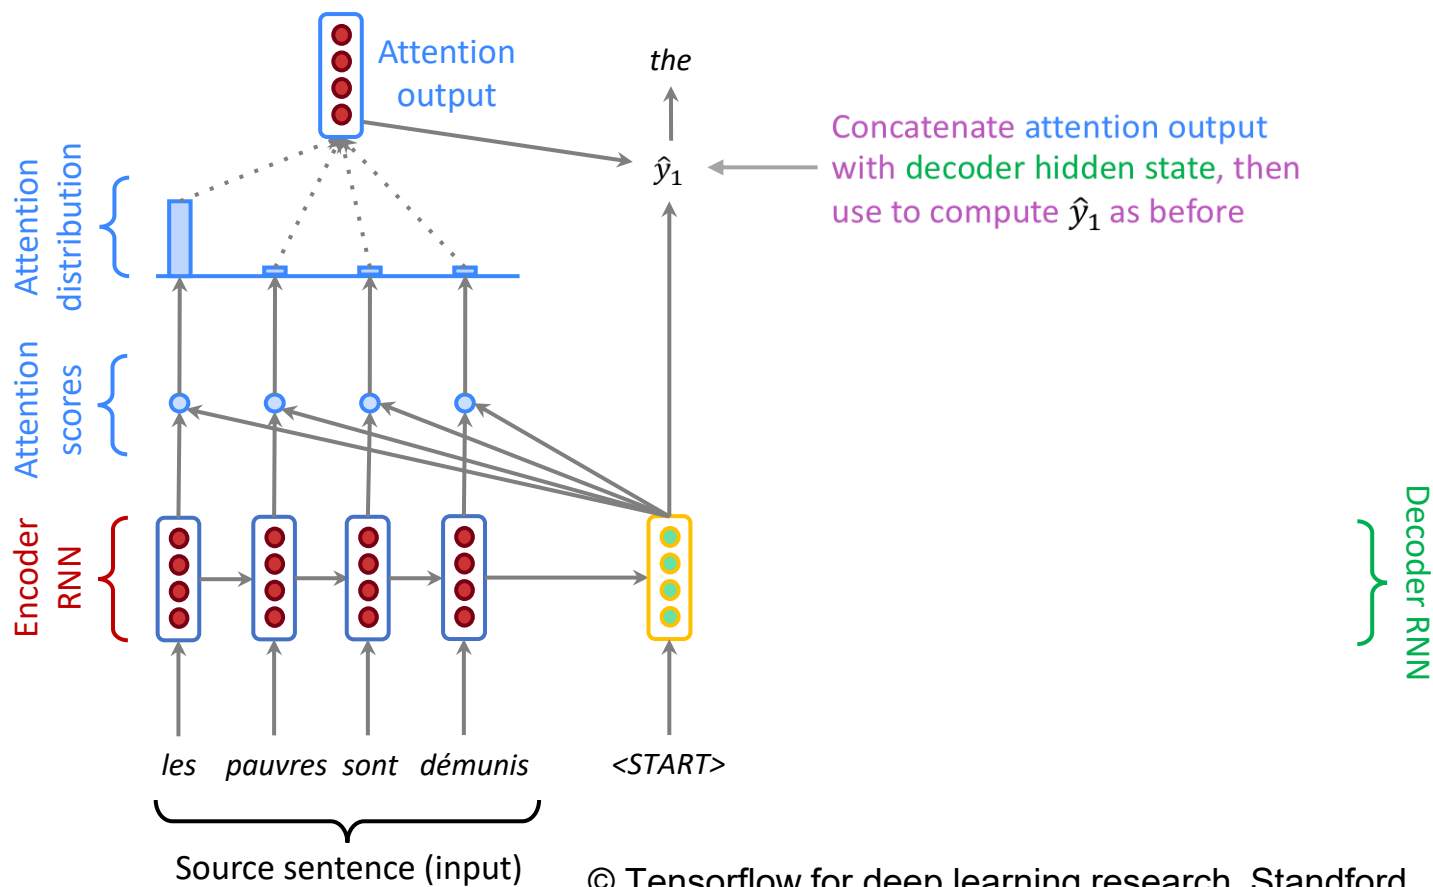 Attention
output
the
Concatenate attention output
with decoder hidden state, then
use to compute ŷ₁ as before
ŷ₁
Attention
distribution
Attention
scores
Encoder
RNN
Decoder RNN
les pauvres sont démunis <START>
Source sentence (input)
© Tensorflow for deep learning research. Standford